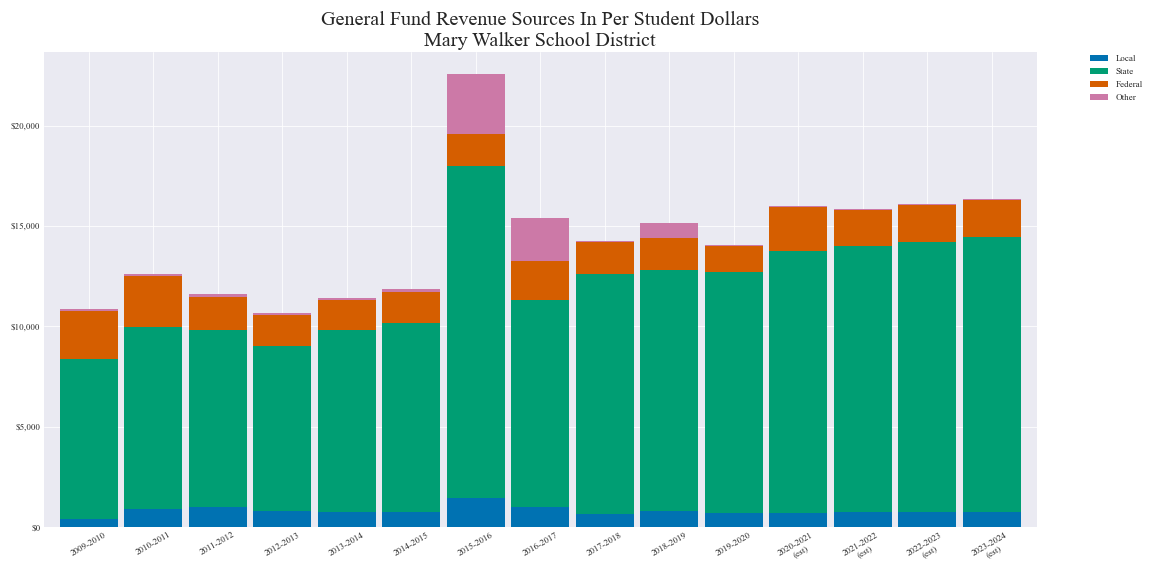 General Fund Revenue Sources In Per Student Dollars
Mary Walker School District
Local
State
Federal
Other
$20,000
$15,000
$10,000
$5,000
$0
2009-2010
2010-2011
2011-2012
2012-2013
2013-2014
2014-2015
2015-2016
2016-2017
2017-2018
2018-2019
2019-2020
2020-2021
(est)
2021-2022
(est)
2022-2023
(est)
2023-2024
(est)